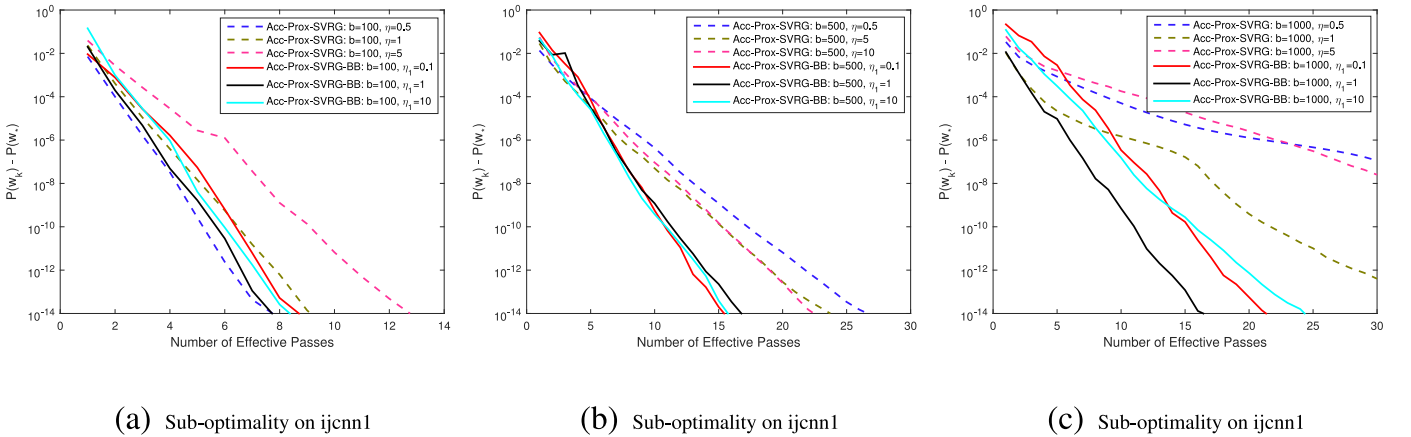 10^0
10^-2
10^-4
10^-6
10^-8
10^-10
10^-12
10^-14
P(w_k) - P(w_*)
Acc-Prox-SVRG: b=100, η=0.5
Acc-Prox-SVRG: b=100, η=1
Acc-Prox-SVRG: b=100, η=5
Acc-Prox-SVRG-BB: b=100, η_1=0.1
Acc-Prox-SVRG-BB: b=100, η_1=1
Acc-Prox-SVRG-BB: b=100, η_1=10
0 2 4 6 8 10 12 14
Number of Effective Passes
(a) Sub-optimality on ijcnn1
10^0
10^-2
10^-4
10^-6
10^-8
10^-10
10^-12
10^-14
P(w_k) - P(w_*)
Acc-Prox-SVRG: b=500, η=0.5
Acc-Prox-SVRG: b=500, η=5
Acc-Prox-SVRG: b=500, η=10
Acc-Prox-SVRG-BB: b=500, η_1=0.1
Acc-Prox-SVRG-BB: b=500, η_1=1
Acc-Prox-SVRG-BB: b=500, η_1=10
0 5 10 15 20 25 30
Number of Effective Passes
(b) Sub-optimality on ijcnn1
10^0
10^-2
10^-4
10^-6
10^-8
10^-10
10^-12
10^-14
P(w_k) - P(w_*)
Acc-Prox-SVRG: b=1000, η=0.5
Acc-Prox-SVRG: b=1000, η=1
Acc-Prox-SVRG: b=1000, η=5
Acc-Prox-SVRG-BB: b=1000, η_1=0.1
Acc-Prox-SVRG-BB: b=1000, η_1=1
Acc-Prox-SVRG-BB: b=1000, η_1=10
0 5 10 15 20 25 30
Number of Effective Passes
(c) Sub-optimality on ijcnn1